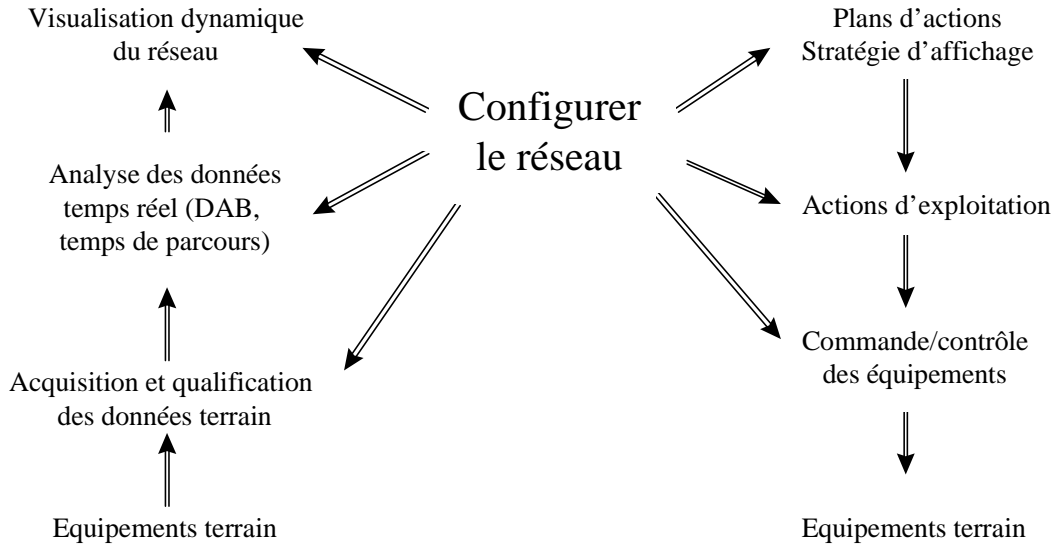 Visualisation dynamique
du réseau
Plans d'actions
Stratégie d'affichage
Configurer
le réseau
Analyse des données
temps réel (DAB,
temps de parcours)
Actions d'exploitation
Acquisition et qualification
des données terrain
Commande/contrôle
des équipements
Equipements terrain
Equipements terrain